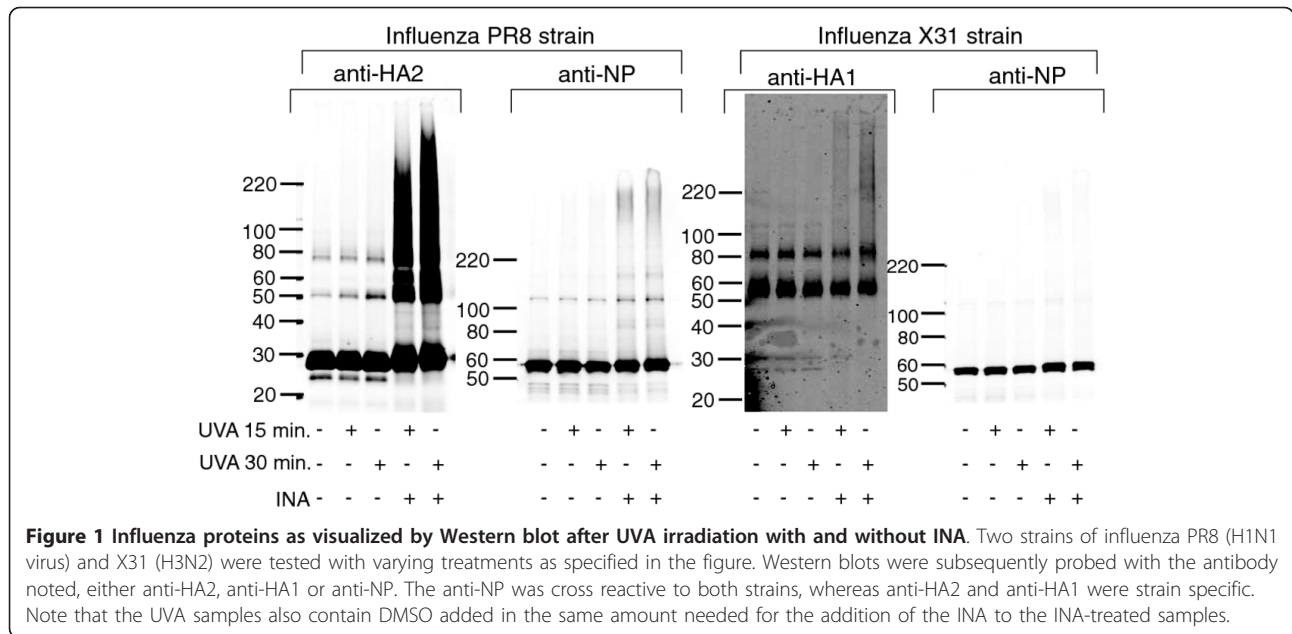 Influenza PR8 strain
Influenza X31 strain
anti-HA2
anti-NP
anti-HA1
anti-NP
220
100
80
60
50
40
30
20
220
100
80
60
50
220
100
80
60
50
40
30
20
220
100
80
60
50
UVA 15 min. - + - + - - + - + - - + - + - - + - + -
UVA 30 min. - - + - + - - + - + - - + - + - - + - +
INA - - - + + - - - + + - - - + + - - - + +
Figure 1 Influenza proteins as visualized by Western blot after UVA irradiation with and without INA. Two strains of influenza PR8 (H1N1
virus) and X31 (H3N2) were tested with varying treatments as specified in the figure. Western blots were subsequently probed with the antibody
noted, either anti-HA2, anti-HA1 or anti-NP. The anti-NP was cross reactive to both strains, whereas anti-HA2 and anti-HA1 were strain specific.
Note that the UVA samples also contain DMSO added in the same amount needed for the addition of the INA to the INA-treated samples.